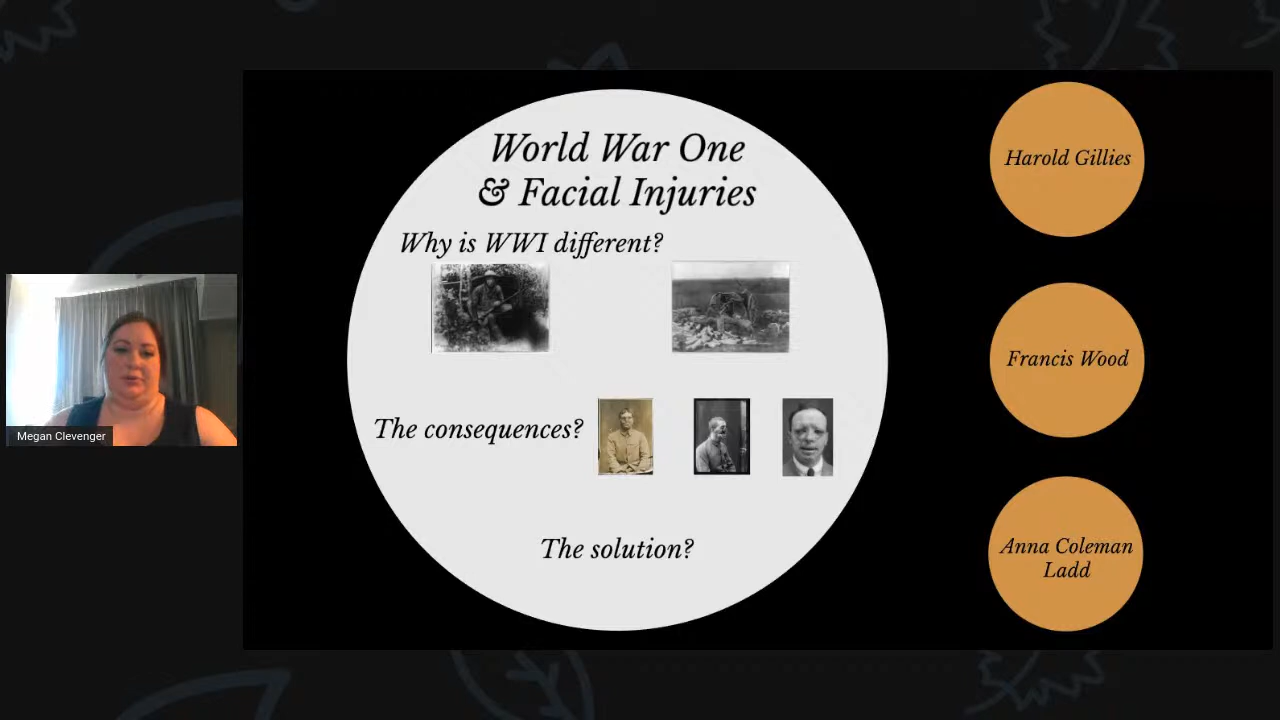 World War One
& Facial Injuries
Why is WWI different?
The consequences?
The solution?
Harold Gillies
Francis Wood
Anna Coleman
Ladd
Megan Clevenger